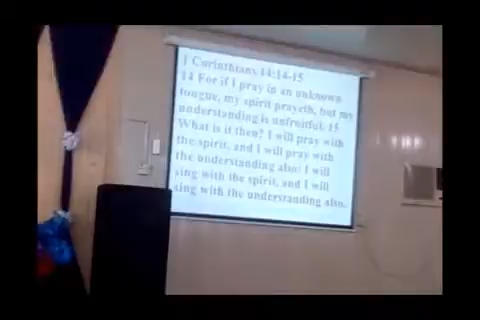 1 Corinthians 14:14-15
14 For if I pray in an unknown
tongue, my spirit prayeth, but my
understanding is unfruitful. 15
What is it then? I will pray with
the spirit, and I will pray with
the understanding also: I will
sing with the spirit, and I will
sing with the understanding also.